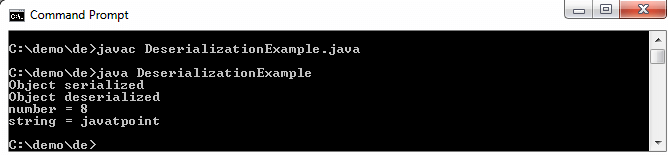 Command Prompt
C:\demo\de>javac DeserializationExample.java
C:\demo\de>java DeserializationExample
Object serialized
Object deserialized
number = 8
string = javatpoint
C:\demo\de>